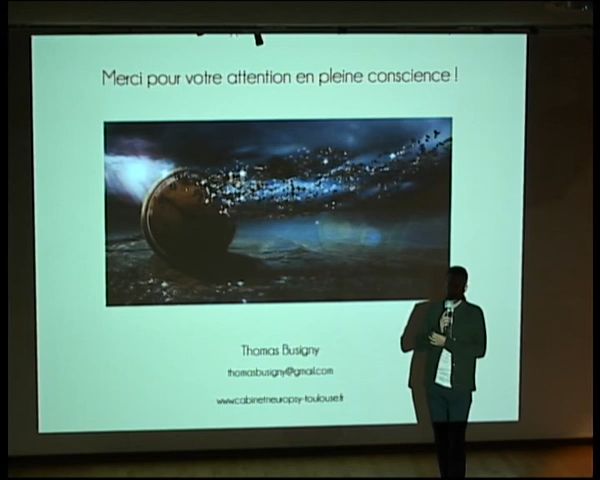 Merci pour votre attention en pleine conscience !
Thomas Busigny
thomasbusigny@gmail.com
www.cabinetneuropsy-toulouse.fr